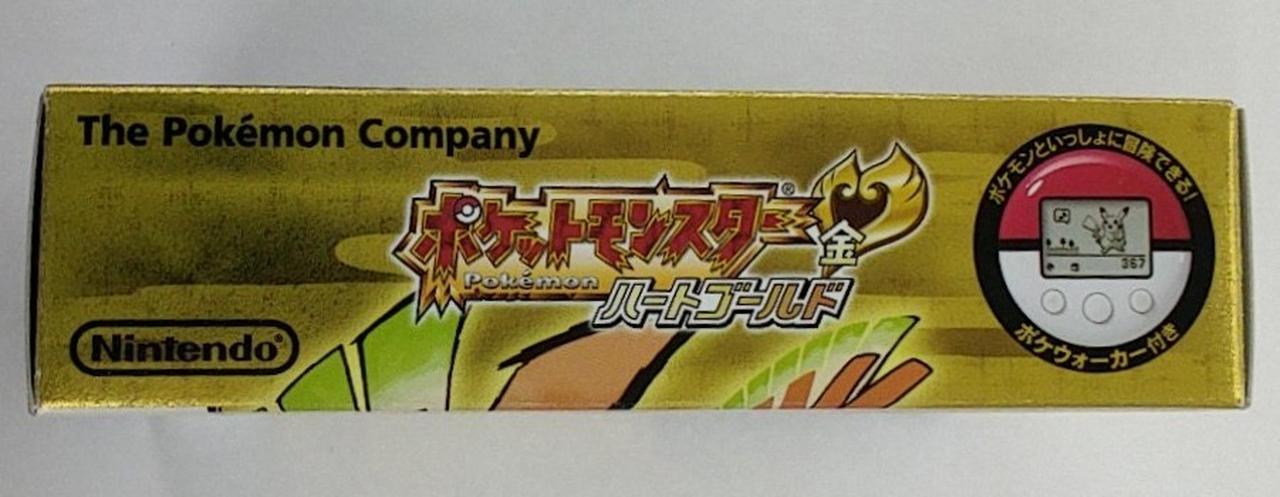 The Pokémon Company
ポケットモンスター®
金
Pokémon
ハートゴールド
Nintendo®
ポケモンといっしょに冒険できる!
367
ポケウォーカー付き